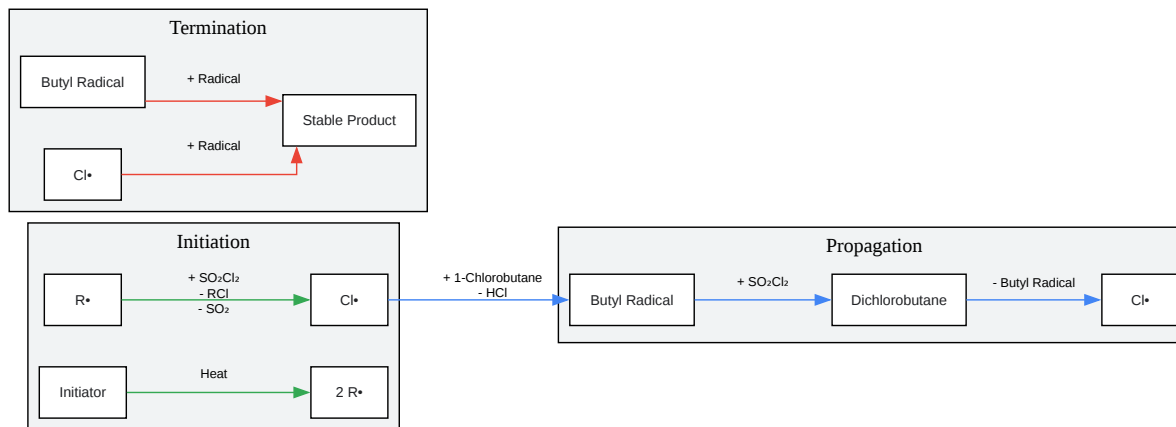 Termination
Butyl Radical
+ Radical
Stable Product
+ Radical
Cl•
Initiation
R•
+ SO₂Cl₂
- RCl
- SO₂
Cl•
Initiator
Heat
2 R•
+ 1-Chlorobutane
- HCl
Propagation
Butyl Radical
+ SO₂Cl₂
Dichlorobutane
- Butyl Radical
Cl•